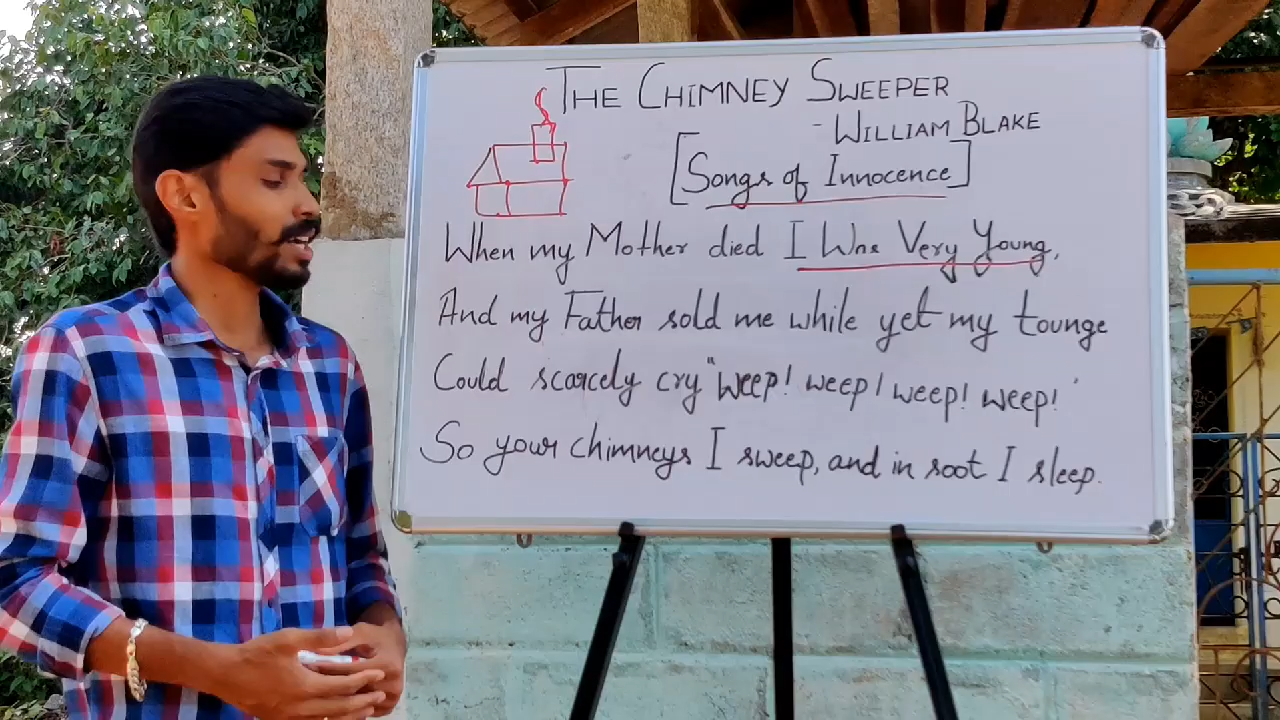 THE CHIMNEY SWEEPER
- WILLIAM BLAKE
[Songs of Innocence]
When my Mother died I Was Very Young,
And my Father sold me while yet my tounge
Could scarcely cry "weep! weep! weep! weep!'
So your chimneys I sweep, and in soot I sleep.